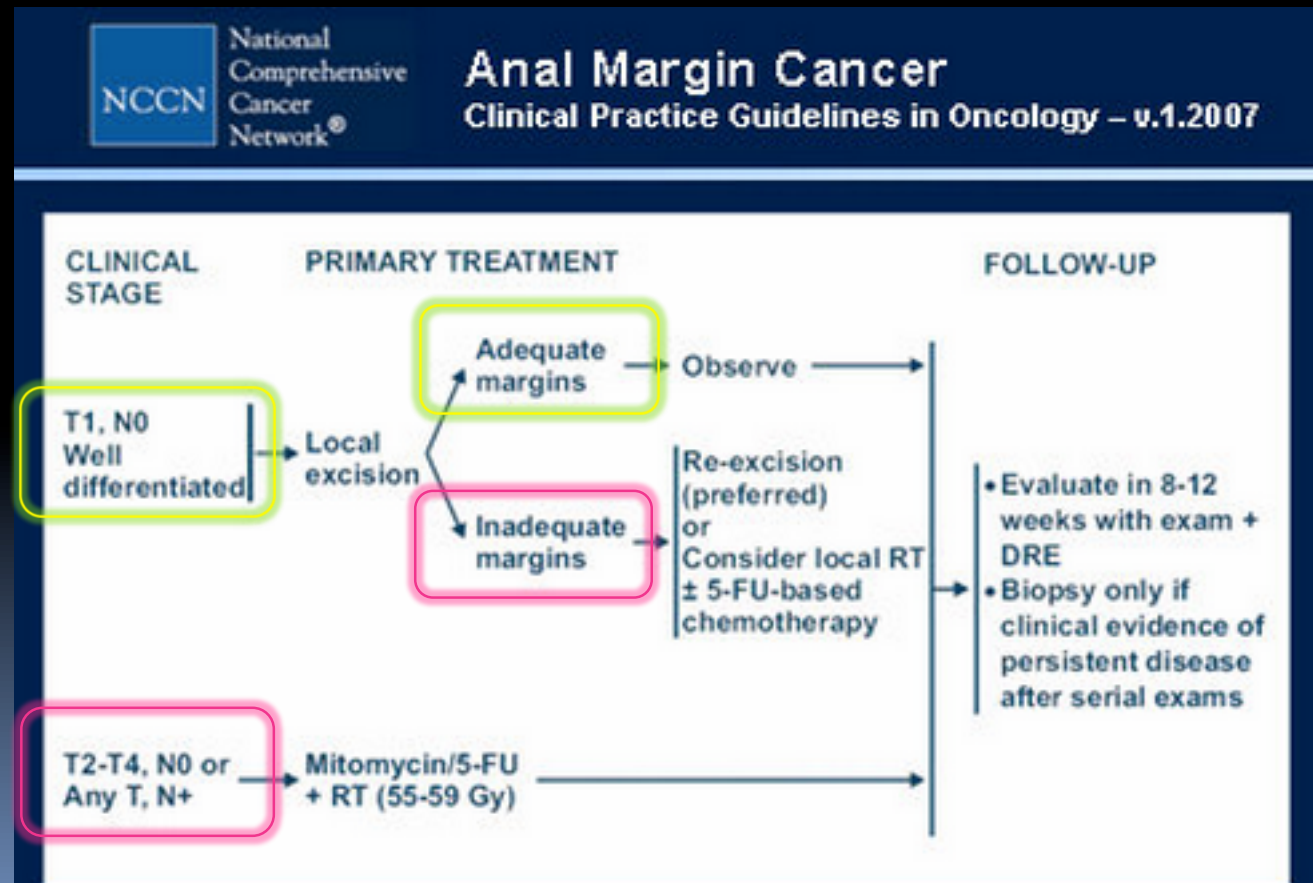 NCCN
National
Comprehensive
Cancer
Network®
Anal Margin Cancer
Clinical Practice Guidelines in Oncology – v.1.2007
CLINICAL
STAGE
PRIMARY TREATMENT
FOLLOW-UP
T1, N0
Well
differentiated
Local
excision
Adequate
margins
Observe
Inadequate
margins
Re-excision
(preferred)
or
Consider local RT
± 5-FU-based
chemotherapy
T2-T4, N0 or
Any T, N+
Mitomycin/5-FU
+ RT (55-59 Gy)
•Evaluate in 8-12
weeks with exam +
DRE
•Biopsy only if
clinical evidence of
persistent disease
after serial exams